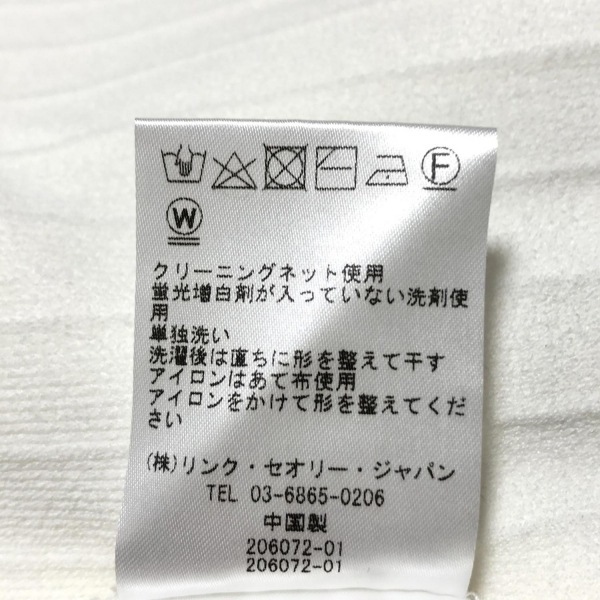 F
W
クリーニングネット使用
蛍光増白剤が入っていない洗剤使
用
単独洗い
洗濯後は直ちに形を整えて干す
アイロンはあて布使用
アイロンをかけて形を整えてくだ
さい
(株)リンク・セオリー・ジャパン
TEL 03-6865-0206
中国製
206072-01
206072-01